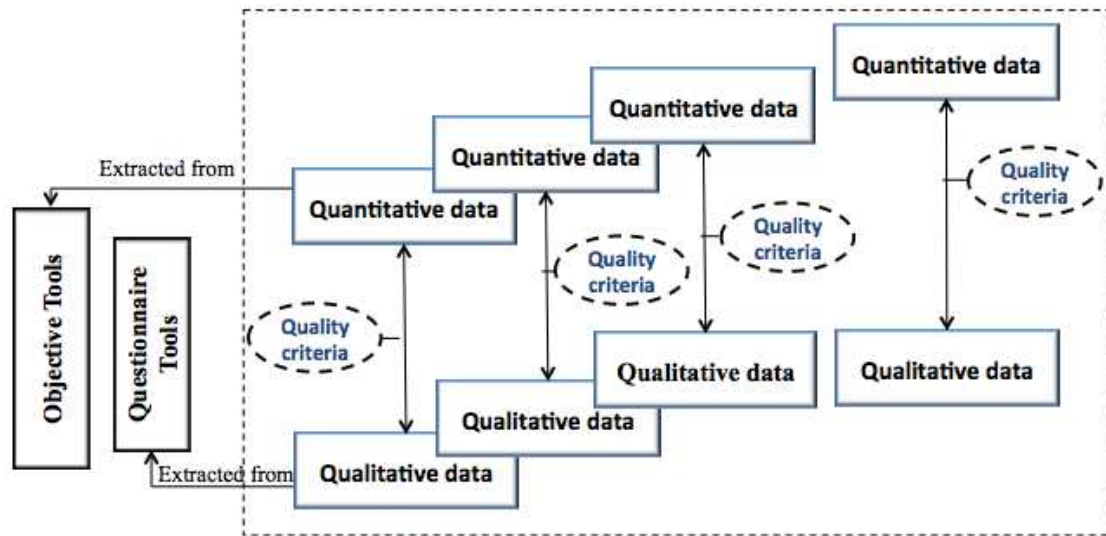 Quantitative data
Quantitative data
Quantitative data
Extracted from
Quantitative data
Quality
criteria
Quality
criteria
Quality
criteria
Quality
criteria
Objective Tools
Questionnaire
Tools
Qualitative data
Qualitative data
Qualitative data
Qualitative data
Extracted from